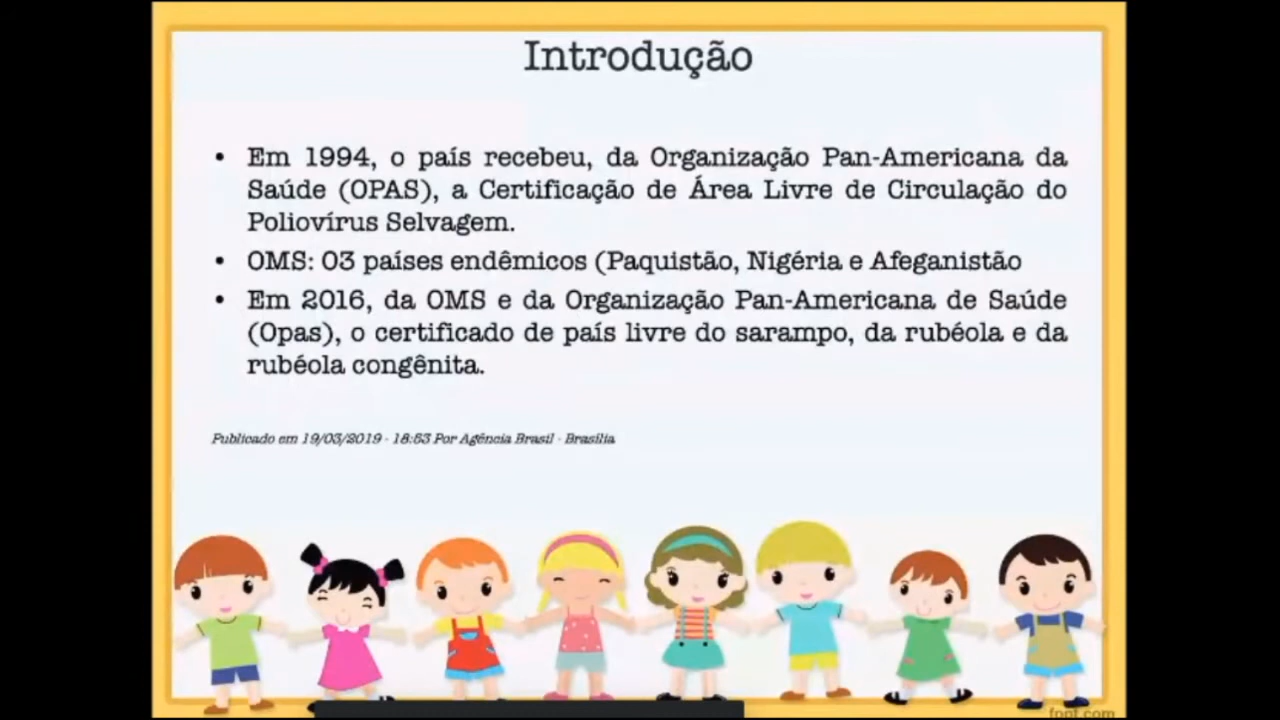 Introdução
• Em 1994, o país recebeu, da Organização Pan-Americana da
Saúde (OPAS), a Certificação de Área Livre de Circulação do
Poliovírus Selvagem.
• OMS: 03 países endêmicos (Paquistão, Nigéria e Afeganistão
• Em 2016, da OMS e da Organização Pan-Americana de Saúde
(Opas), o certificado de país livre do sarampo, da rubéola e da
rubéola congênita.
Publicado em 19/03/2019 - 18:53 Por Agência Brasil - Brasília